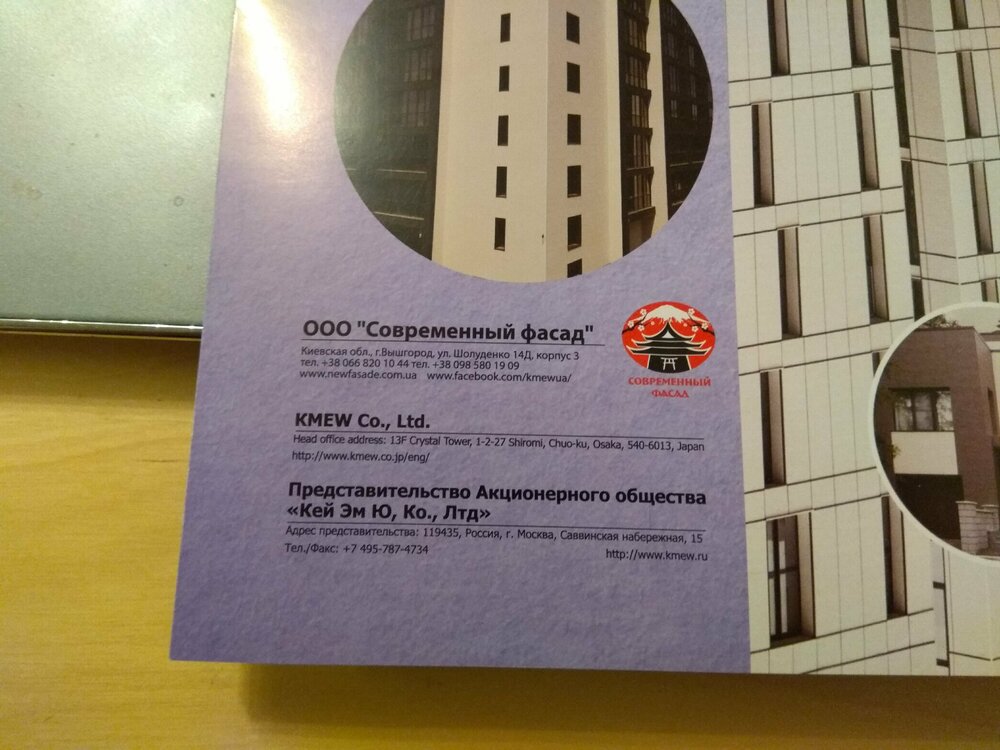 ООО "Современный фасад"
Киевская обл., г.Вышгород, ул. Шолуденко 14Д, корпус 3
тел. +38 066 820 10 44 тел. +38 098 580 19 09
www.newfasade.com.ua www.facebook.com/kmewua/
СОВРЕМЕННЫЙ
ФАСАД
KMEW Co., Ltd.
Head office address: 13F Crystal Tower, 1-2-27 Shiromi, Chuo-ku, Osaka, 540-6013, Japan
http://www.kmew.co.jp/eng/
Представительство Акционерного общества
«Кей Эм Ю, Ко., Лтд»
Адрес представительства: 119435, Россия, г. Москва, Саввинская набережная, 15
Тел./Факс: +7 495-787-4734 http://www.kmew.ru